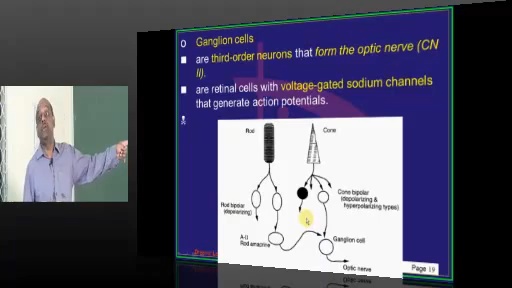 Ganglion cells
are third-order neurons that form the optic nerve (CN
II).
are retinal cells with voltage-gated sodium channels
that generate action potentials.
Rod
Cone
Rod bipolar
(depolarizing)
Cone bipolar
(depolarizing &
hyperpolarizing types)
A-II
Rod amacrine
Ganglion cell
Optic nerve
Page 19